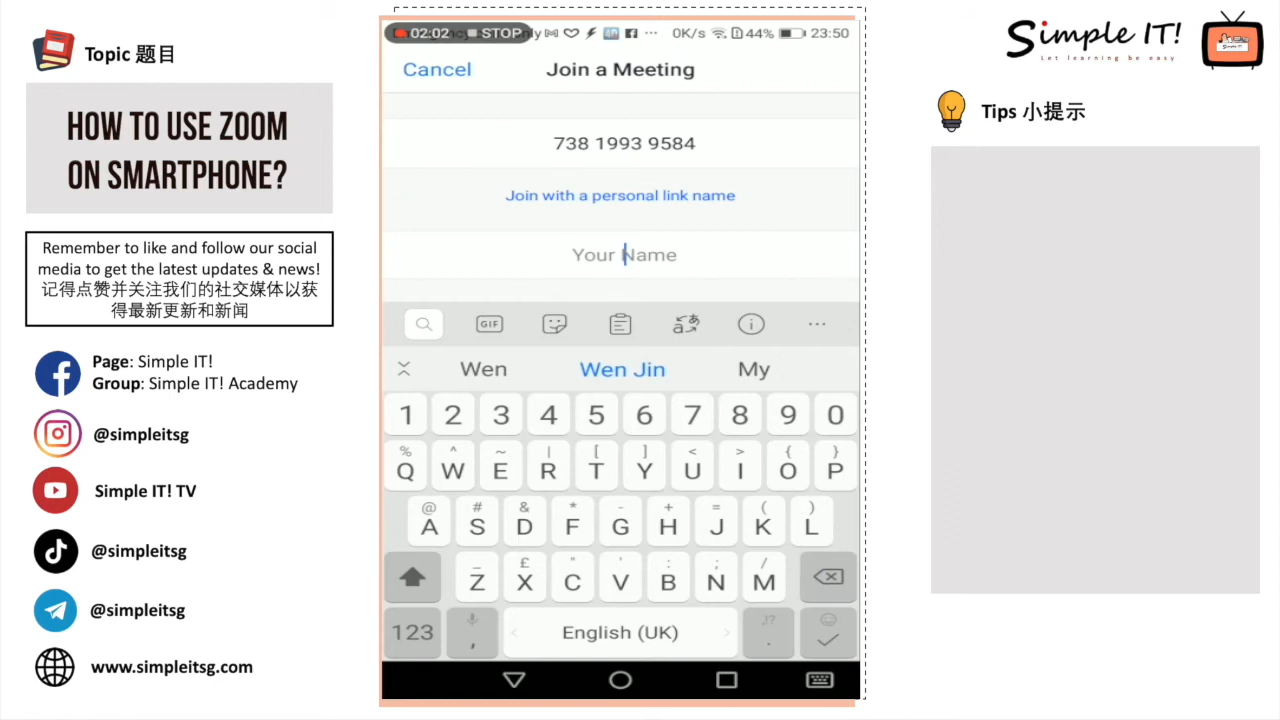 Topic 题目
HOW TO USE ZOOM
ON SMARTPHONE?
Remember to like and follow our social
media to get the latest updates & news!
记得点赞并关注我们的社交媒体以获
得最新更新和新闻
Page: Simple IT!
Group: Simple IT! Academy
@simpleitsg
Simple IT! TV
@simpleitsg
@simpleitsg
www.simpleitsg.com
02:02 STOP 0K/s 44% 23:50
Cancel Join a Meeting
738 1993 9584
Join with a personal link name
Your Name
GIF
Wen Wen Jin My
1 2 3 4 5 6 7 8 9 0
% ^ ~ | [ ] < > { }
Q W E R T Y U I O P
@ # & * - + = ( )
A S D F G H J K L
_ £ " ' : ; /
Z X C V B N M
,!?
123 , English (UK) .
Simple IT!
Let learning be easy
Tips 小提示